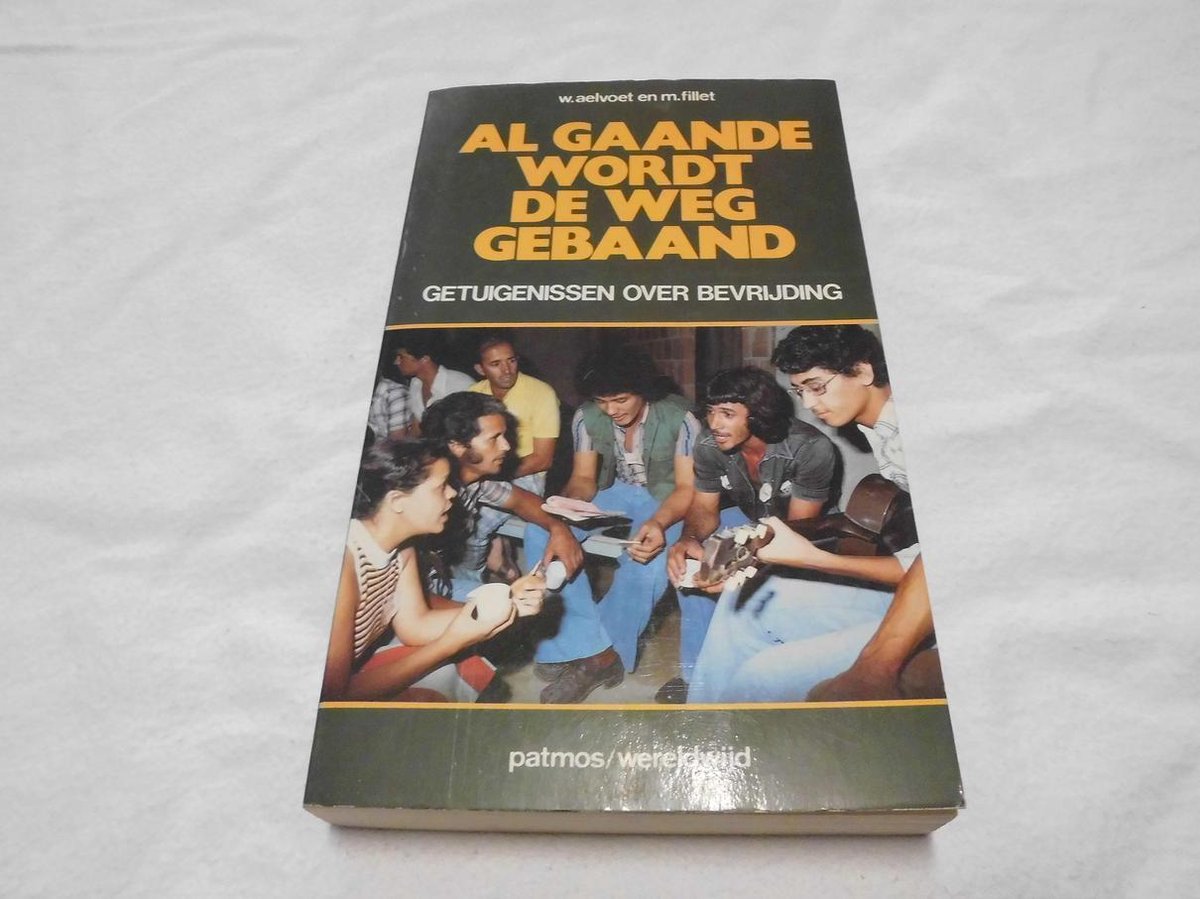 w.aelvoet en m.fillet
AL GAANDE
WORDT
DE WEG
GEBAAND
GETUIGENISSEN OVER BEVRIJDING
patmos/wereldwijd